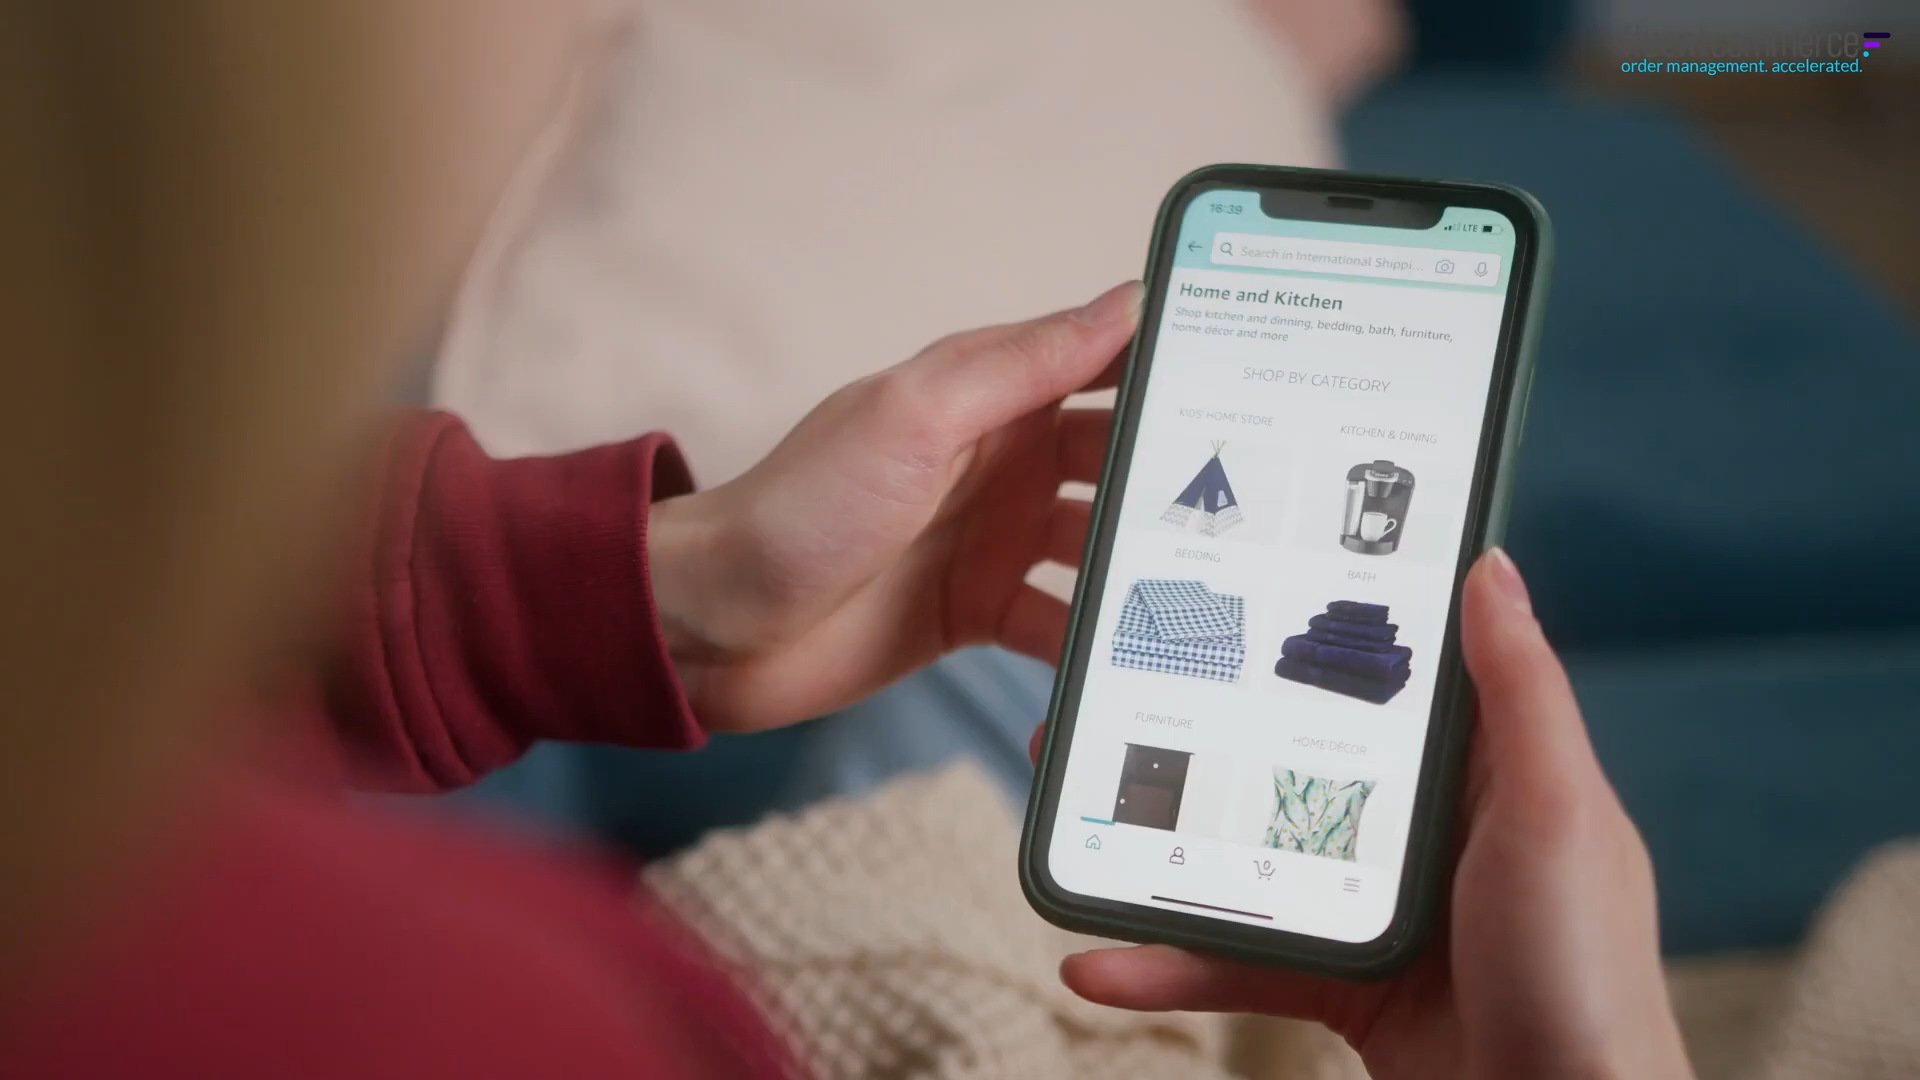 order management. accelerated.
16:39
LTE
Search in International Shippi...
Home and Kitchen
Shop kitchen and dinning, bedding, bath, furniture,
home décor and more
SHOP BY CATEGORY
KIDS' HOME STORE
KITCHEN & DINING
BEDDING
BATH
FURNITURE
HOME DÉCOR
0